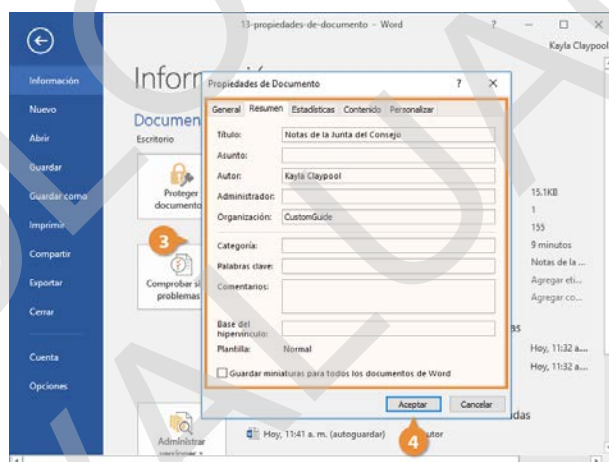 13-propiedades-de-documento - Word
?
Kayla Claypool
Información
Nuevo
Abrir
Guardar
Guardar como
Imprimir
Compartir
Exportar
Cerrar
Cuenta
Opciones
Documen
Escritorio
Proteger
documento
3
Comprobar si
problemas
Administrar
Propiedades de Documento
?
General Resumen Estadísticas Contenido Personalizar
Título: Notas de la Junta del Consejo
Asunto:
Autor: Kayla Claypool
Administrador:
Organización: CustomGuide
Categoría:
Palabras clave:
Comentarios:
Base del
hipervínculo:
Plantilla: Normal
Guardar miniaturas para todos los documentos de Word
Aceptar Cancelar
4
15.1KB
1
155
9 minutos
Notas de la ...
Agregar eti...
Agregar co...
as
Hoy, 11:32 a....
Hoy, 11:32 a....
adas
Hoy, 11:41 a. m. (autoguardar)
utor